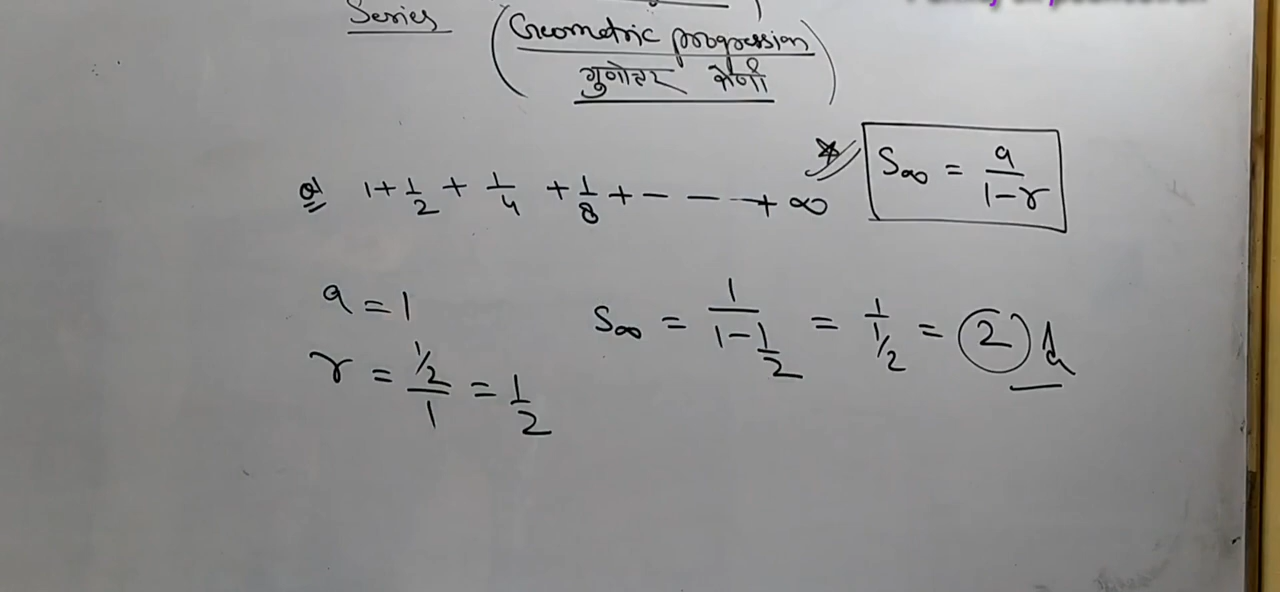 Series (Geometric progression
गुणोत्तर श्रेणी)
Q) 1 + 1/2 + 1/4 + 1/8 + - - - + ∞
S∞ = a/(1-r)
a = 1
r = (1/2)/1 = 1/2
S∞ = 1/(1 - 1/2) = 1/(1/2) = 2